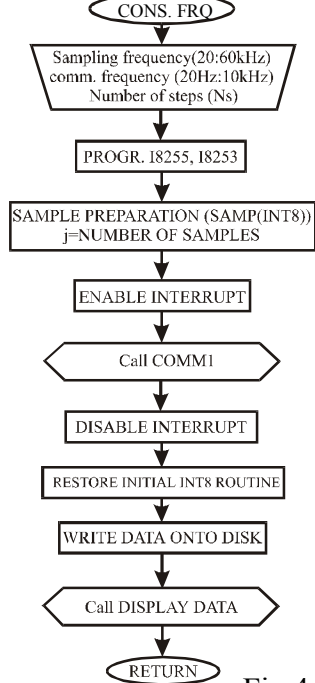 CONS. FRQ
Sampling frequency(20:60kHz)
comm. frequency (20Hz:10kHz)
Number of steps (Ns)
PROGR. I8255, I8253
SAMPLE PREPARATION (SAMP(INT8))
j=NUMBER OF SAMPLES
ENABLE INTERRUPT
Call COMM1
DISABLE INTERRUPT
RESTORE INITIAL INT8 ROUTINE
WRITE DATA ONTO DISK
Call DISPLAY DATA
RETURN
Fig 4